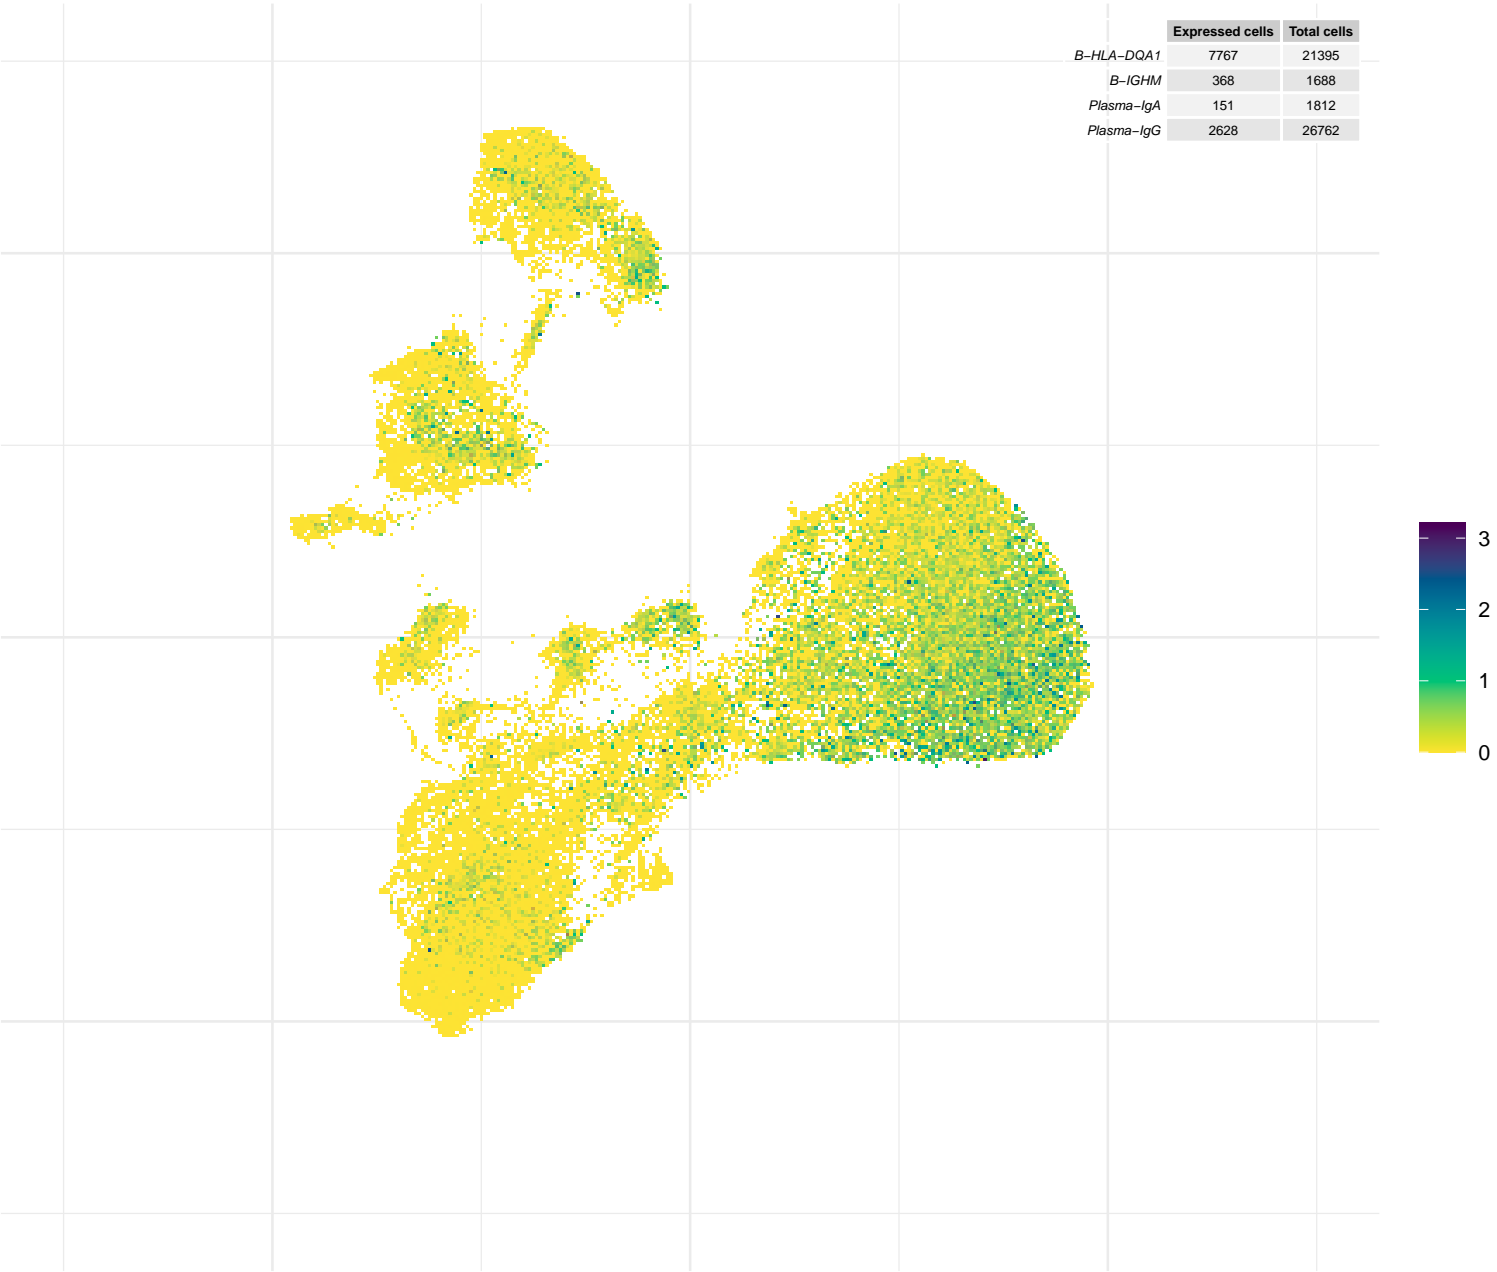 Expressed cells Total cells
B−HLA−DQA1 7767 21395
B−IGHM 368 1688
Plasma−IgA 151 1812
Plasma−IgG 2628 26762
3
2
1
0